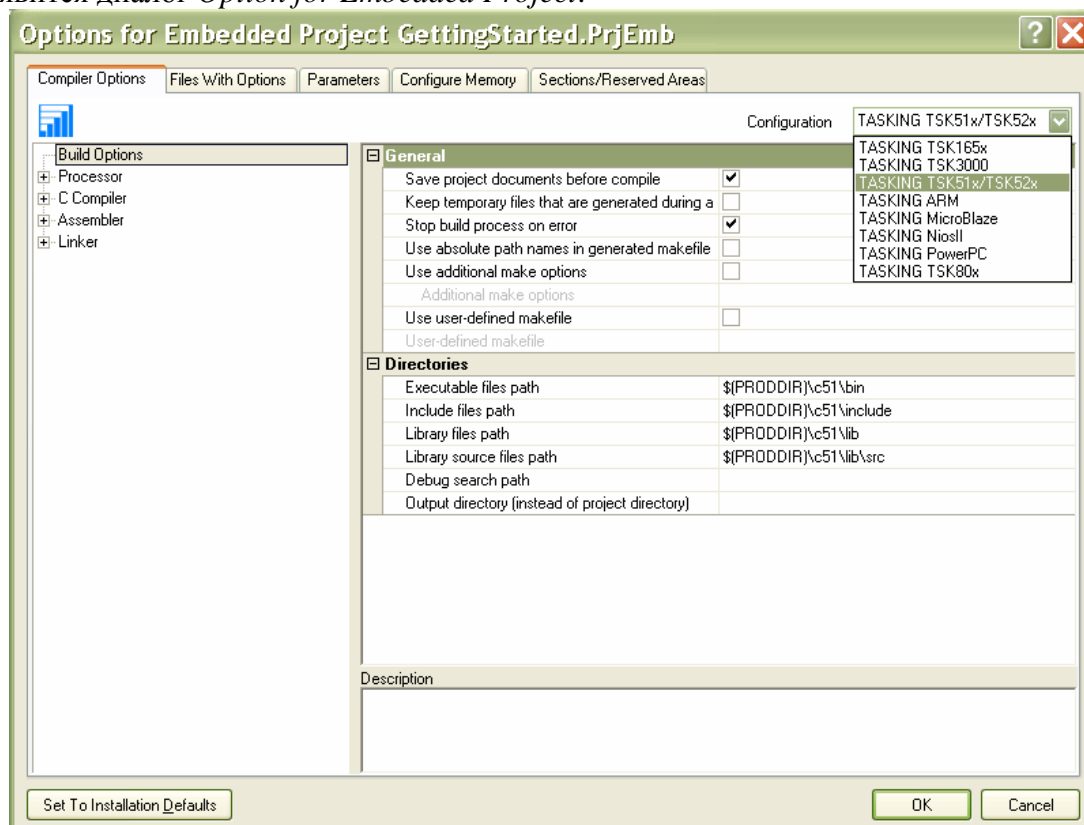 диалог Option for Embedded Project.
Options for Embedded Project GettingStarted.PrjEmb
Compiler Options Files With Options Parameters Configure Memory Sections/Reserved Areas
Configuration TASKING TSK51x/TSK52x
TASKING TSK165x
TASKING TSK3000
TASKING TSK51x/TSK52x
TASKING ARM
TASKING MicroBlaze
TASKING NiosII
TASKING PowerPC
TASKING TSK80x
Build Options
Processor
C Compiler
Assembler
Linker
General
Save project documents before compile
Keep temporary files that are generated during a
Stop build process on error
Use absolute path names in generated makefile
Use additional make options
Additional make options
Use user-defined makefile
User-defined makefile
Directories
Executable files path $(PRODDIR)\c51\bin
Include files path $(PRODDIR)\c51\include
Library files path $(PRODDIR)\c51\lib
Library source files path $(PRODDIR)\c51\lib\src
Debug search path
Output directory (instead of project directory)
Description
Set To Installation Defaults OK Cancel